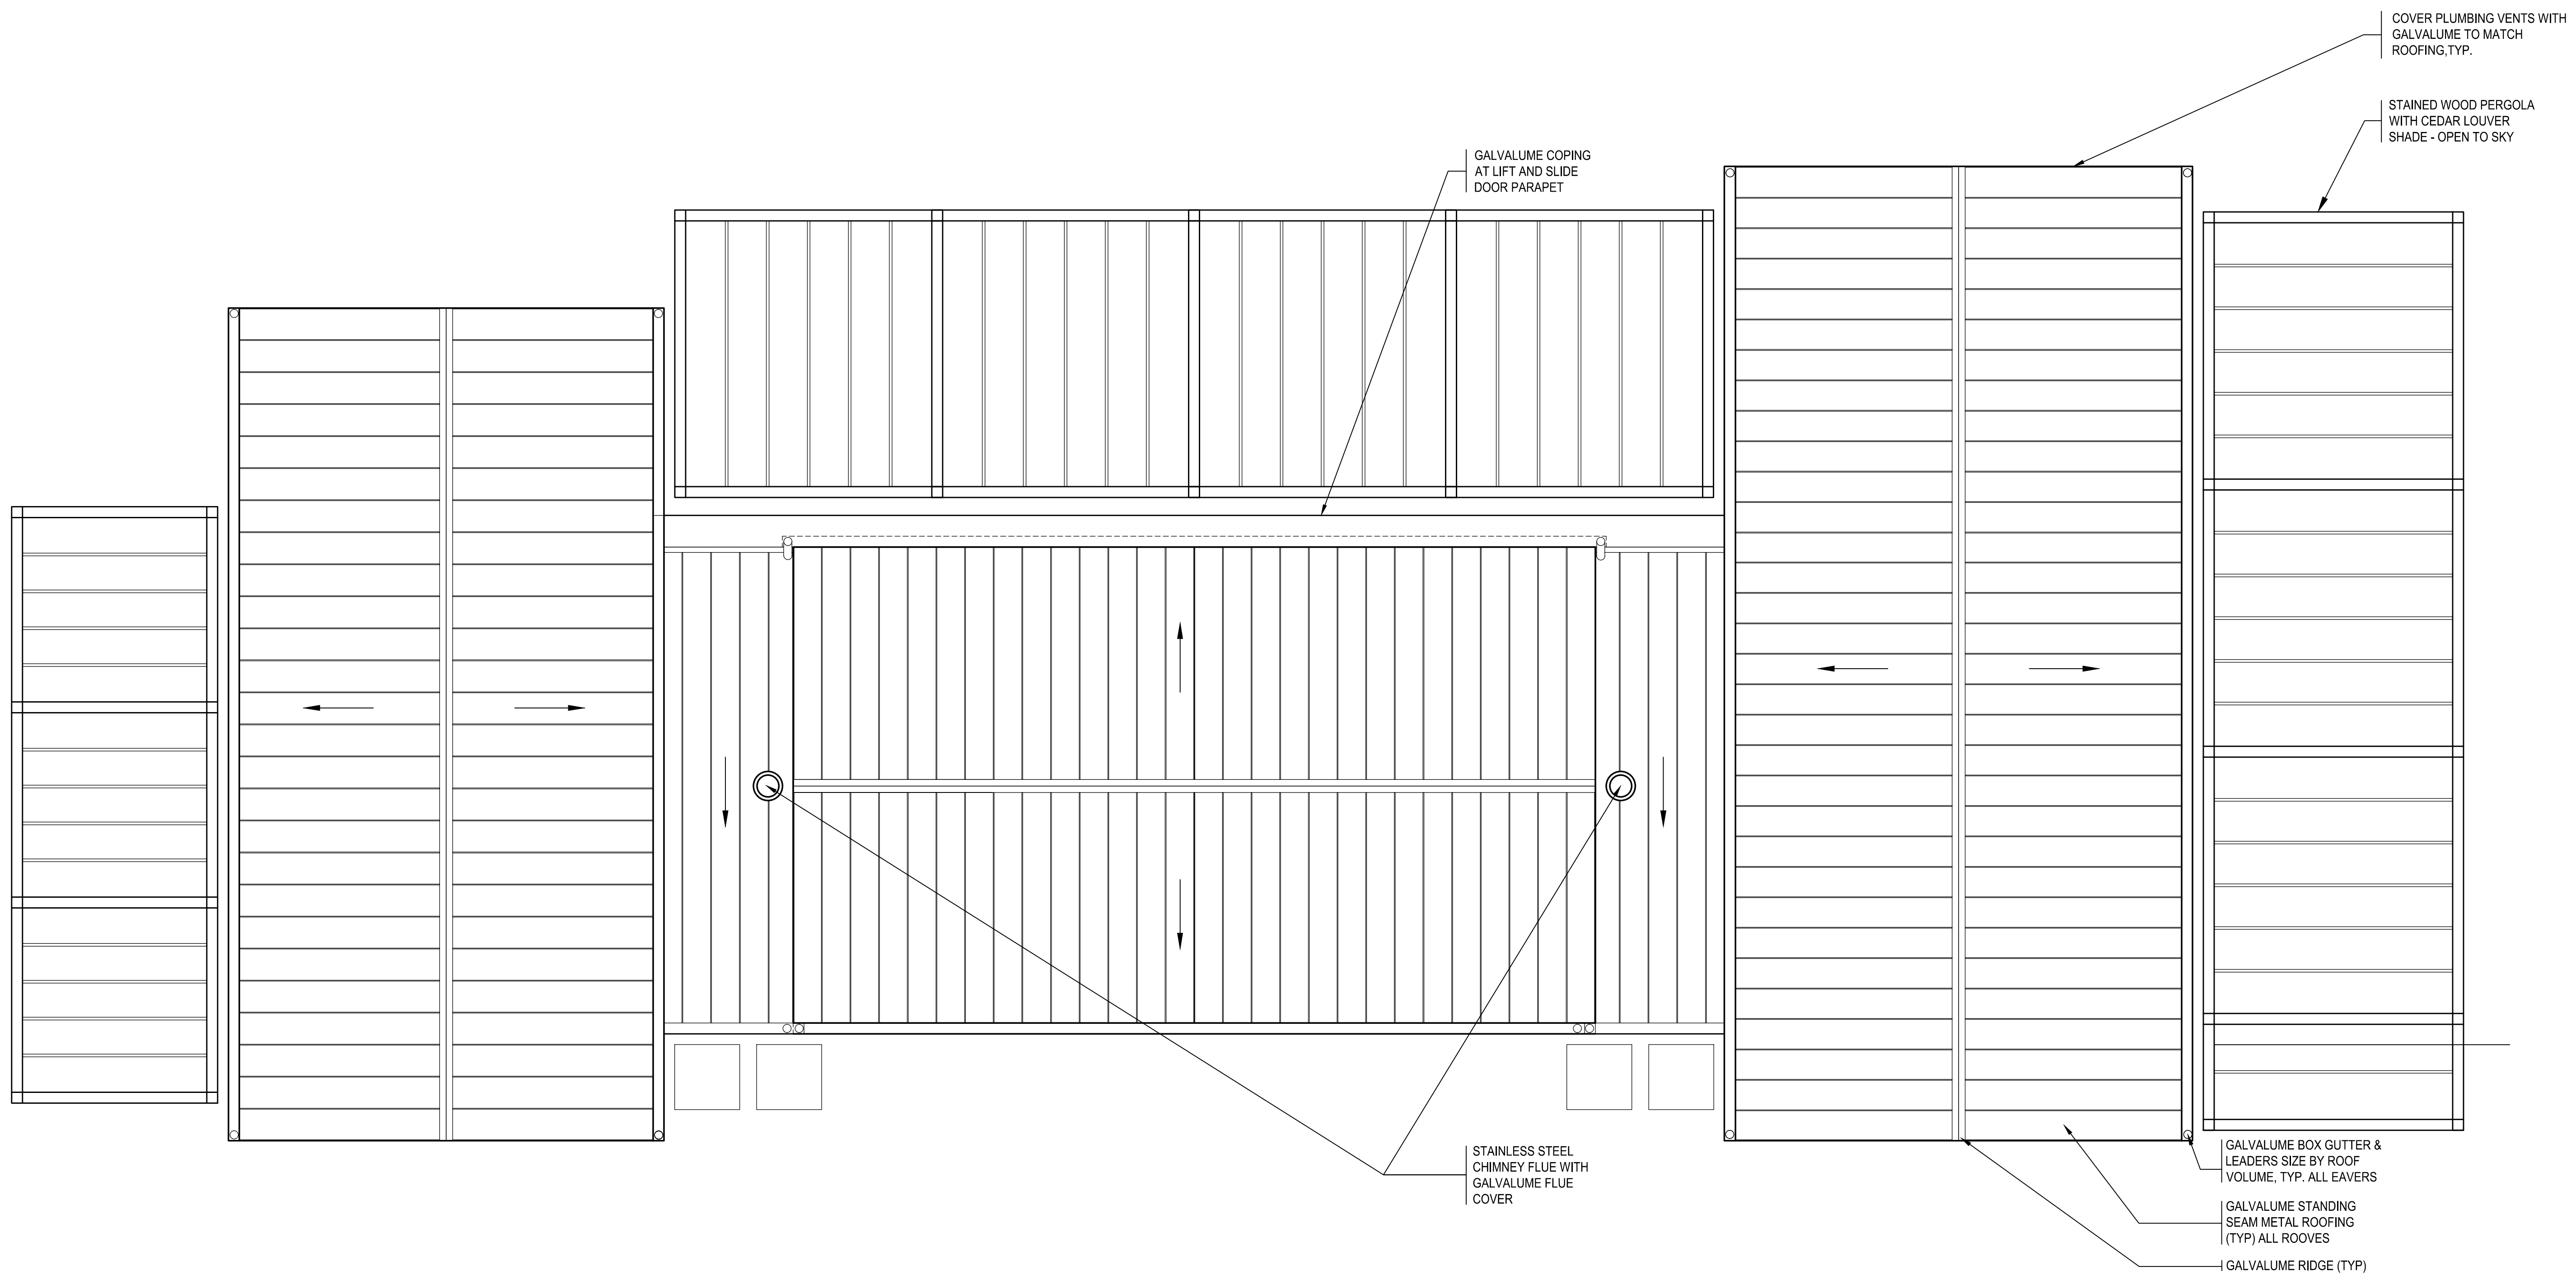 COVER PLUMBING VENTS WITH
GALVALUME TO MATCH
ROOFING,TYP.
STAINED WOOD PERGOLA
WITH CEDAR LOUVER
SHADE - OPEN TO SKY
GALVALUME COPING
AT LIFT AND SLIDE
DOOR PARAPET
STAINLESS STEEL
CHIMNEY FLUE WITH
GALVALUME FLUE
COVER
GALVALUME BOX GUTTER &
LEADERS SIZE BY ROOF
VOLUME, TYP. ALL EAVERS
GALVALUME STANDING
SEAM METAL ROOFING
(TYP) ALL ROOVES
GALVALUME RIDGE (TYP)